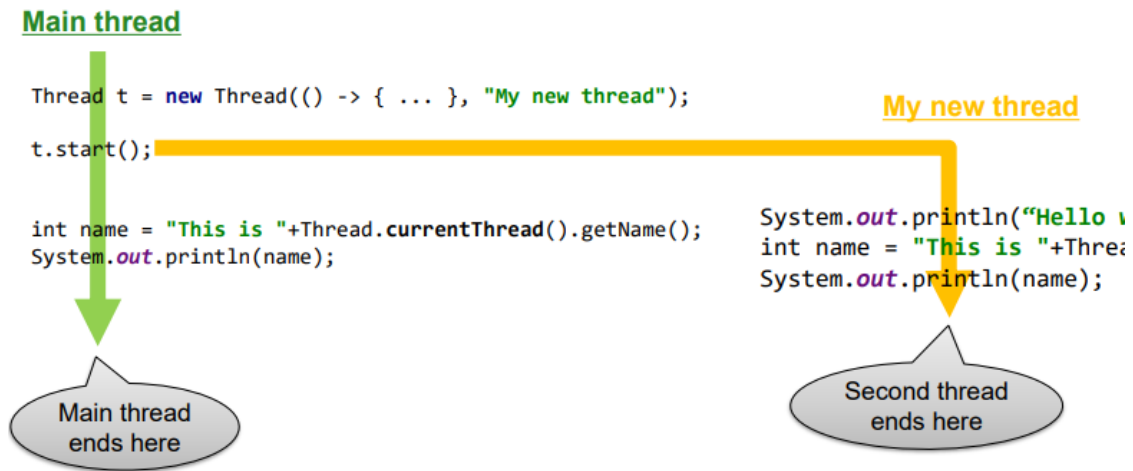 Main thread
Thread t = new Thread(() -> { ... }, "My new thread");
My new thread
t.start();
int name = "This is "+Thread.currentThread().getName();
System.out.println(name);
System.out.println(“Hello
int name = "This is "+Threa
System.out.println(name);
Main thread
ends here
Second thread
ends here